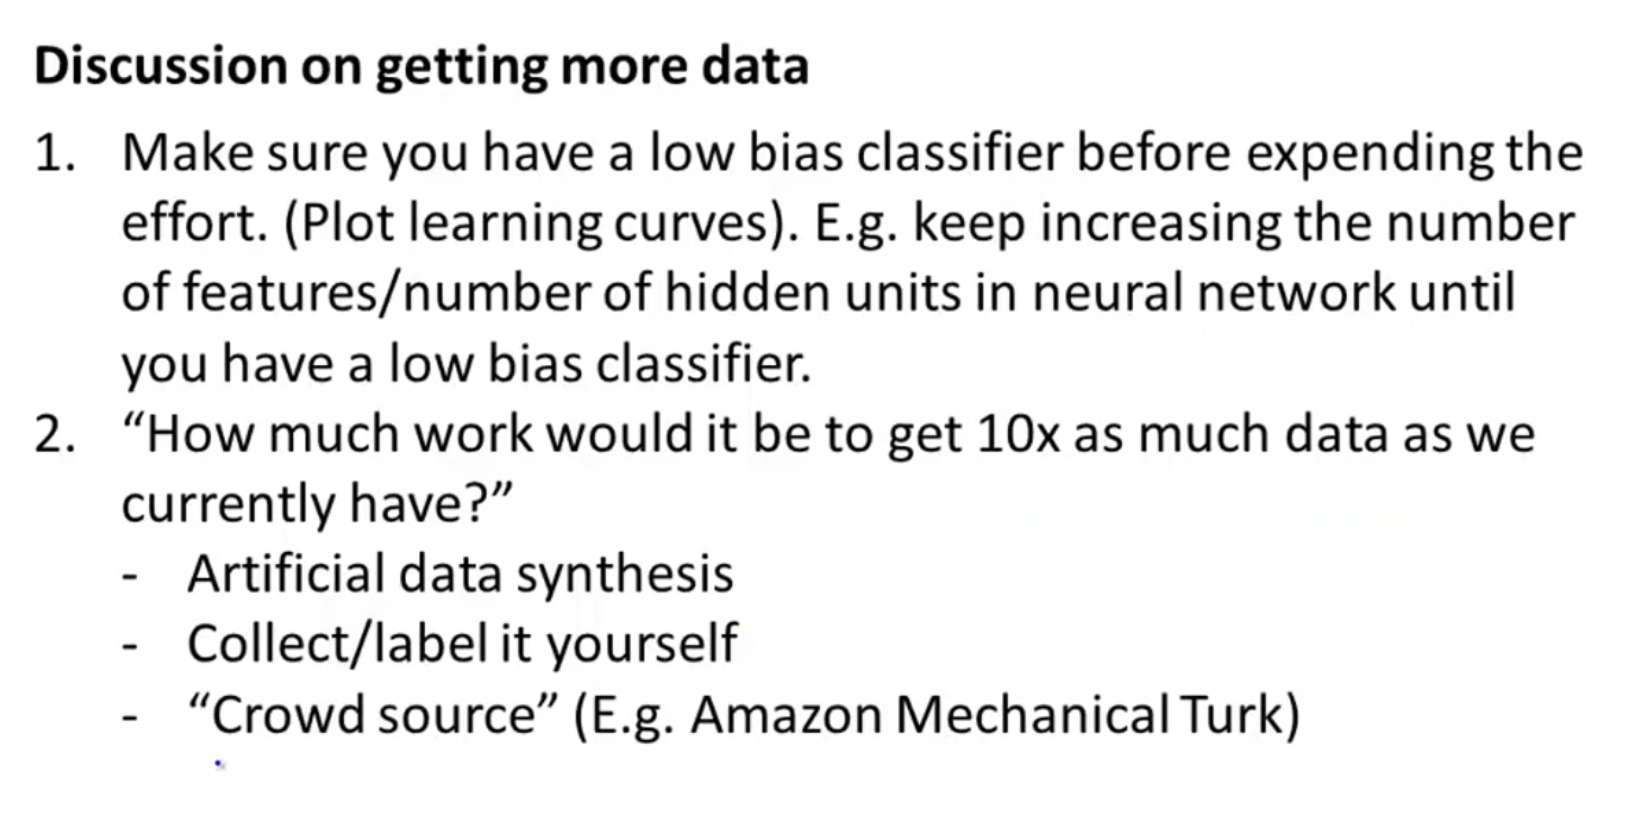 Discussion on getting more data
1. Make sure you have a low bias classifier before expending the
effort. (Plot learning curves). E.g. keep increasing the number
of features/number of hidden units in neural network until
you have a low bias classifier.
2. “How much work would it be to get 10x as much data as we
currently have?”
- Artificial data synthesis
- Collect/label it yourself
- “Crowd source” (E.g. Amazon Mechanical Turk)